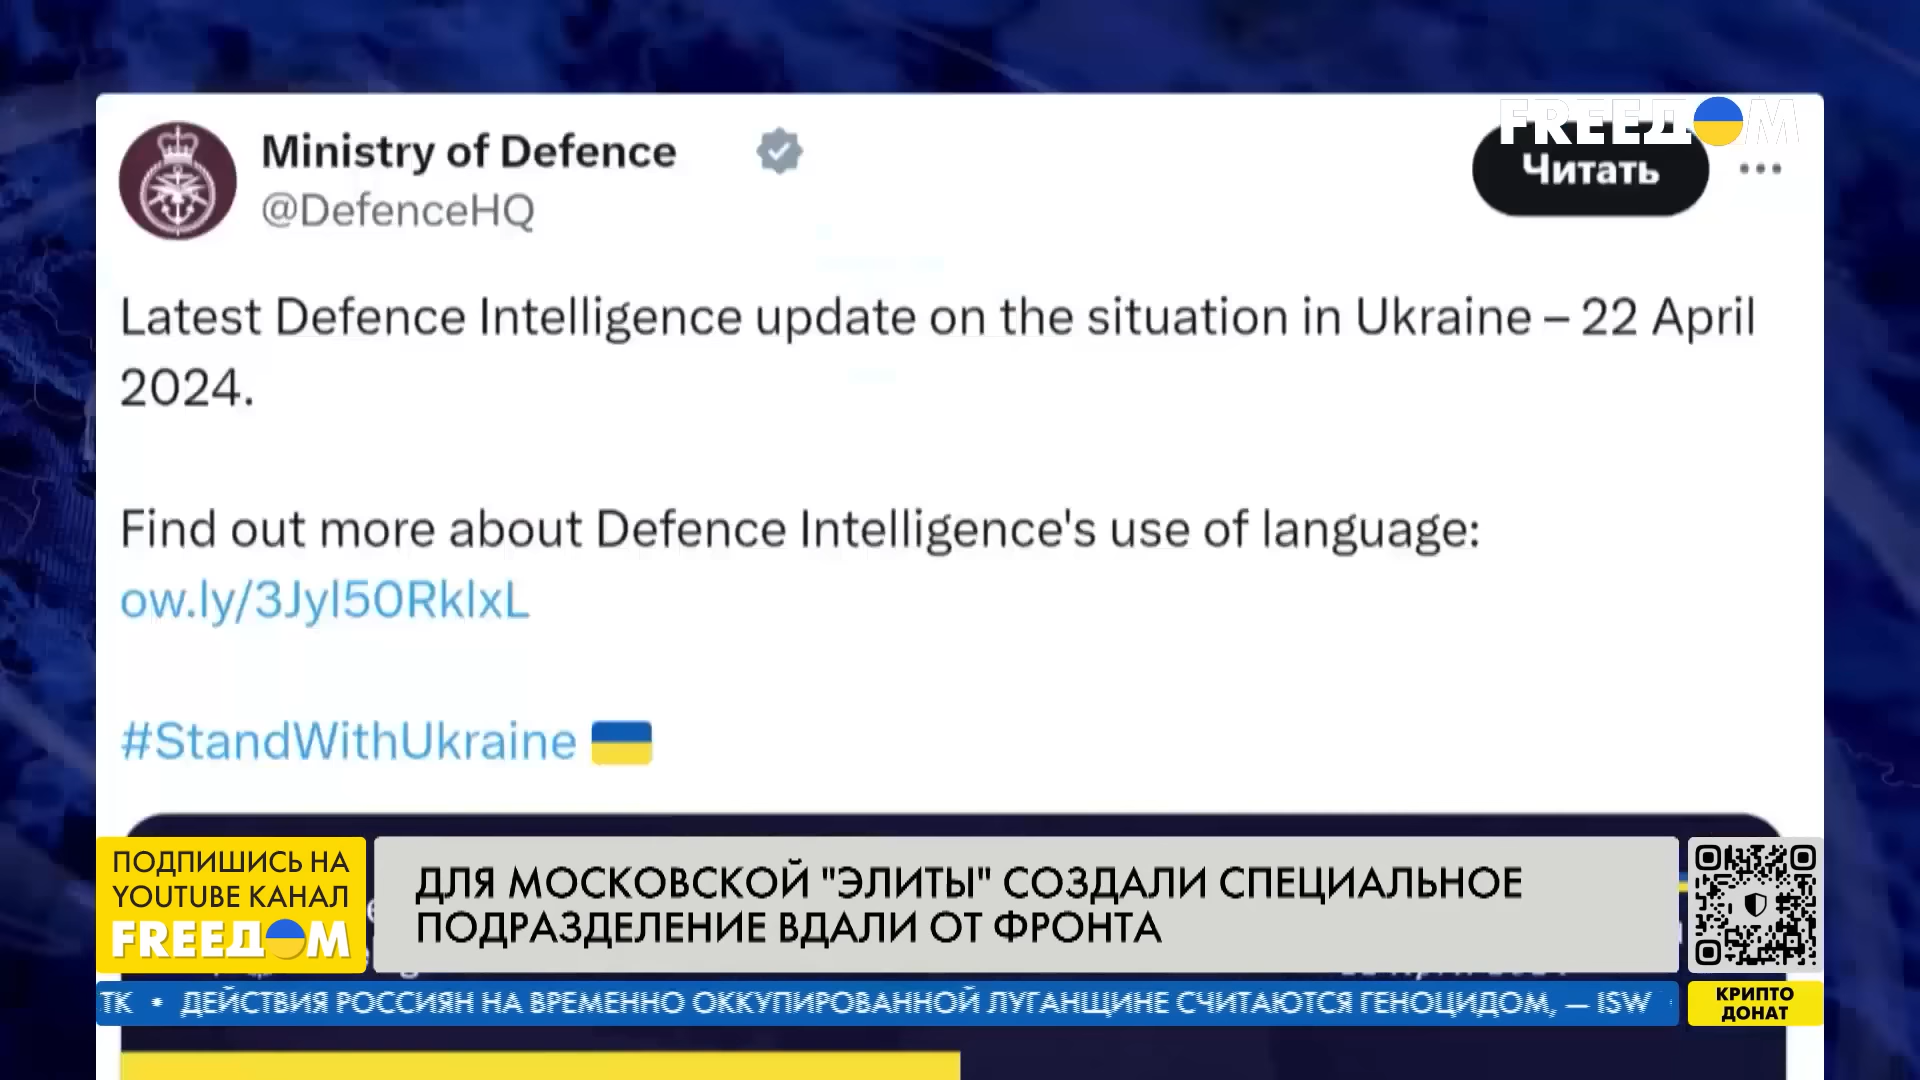 FREEДOM
Ministry of Defence
@DefenceHQ
Читать
Latest Defence Intelligence update on the situation in Ukraine – 22 April
2024.
Find out more about Defence Intelligence's use of language:
ow.ly/3Jyl50RklxL
#StandWithUkraine
ПОДПИШИСЬ НА
YOUTUBE КАНАЛ
FREEДOM
ДЛЯ МОСКОВСКОЙ "ЭЛИТЫ" СОЗДАЛИ СПЕЦИАЛЬНОЕ
ПОДРАЗДЕЛЕНИЕ ВДАЛИ ОТ ФРОНТА
ТК • ДЕЙСТВИЯ РОССИЯН НА ВРЕМЕННО ОККУПИРОВАННОЙ ЛУГАНЩИНЕ СЧИТАЮТСЯ ГЕНОЦИДОМ, — ISW
КРИПТО
ДОНАТ